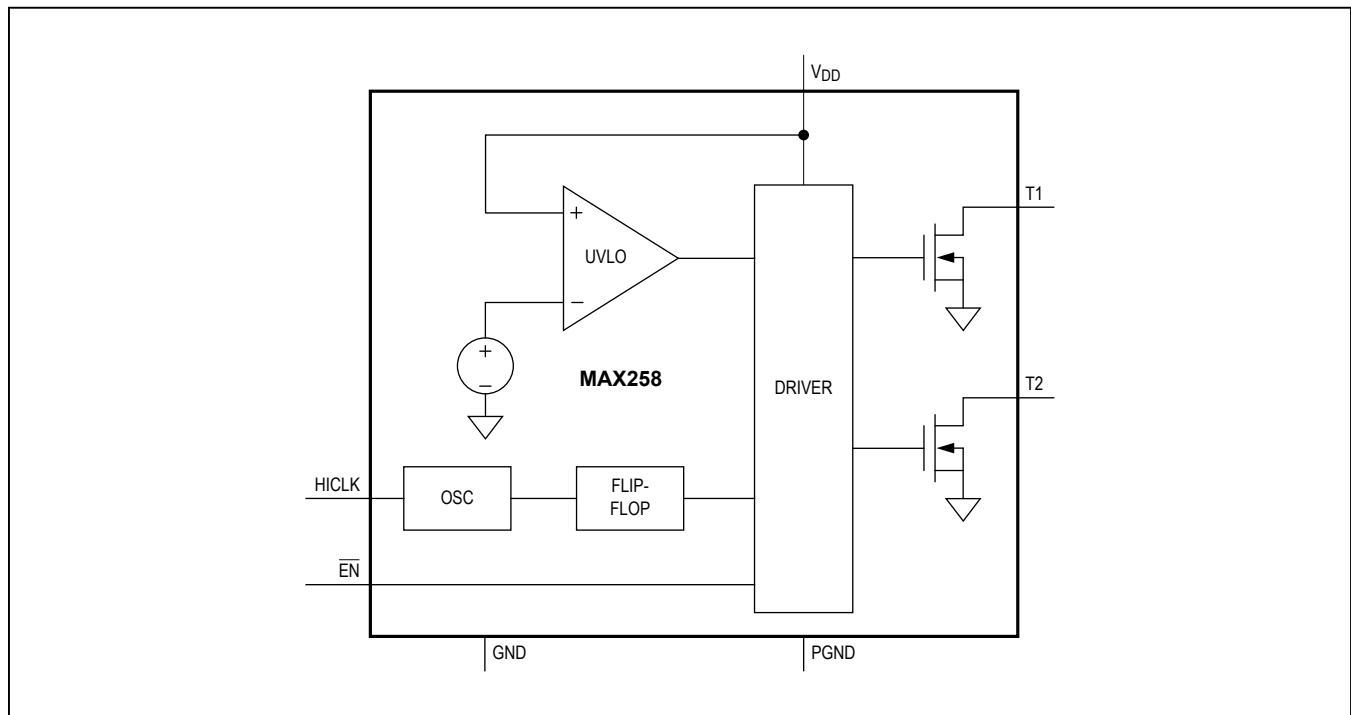 VDD
T1
+
UVLO
−
+
−
MAX258
DRIVER
T2
HICLK
OSC
FLIP-
FLOP
EN
GND
PGND